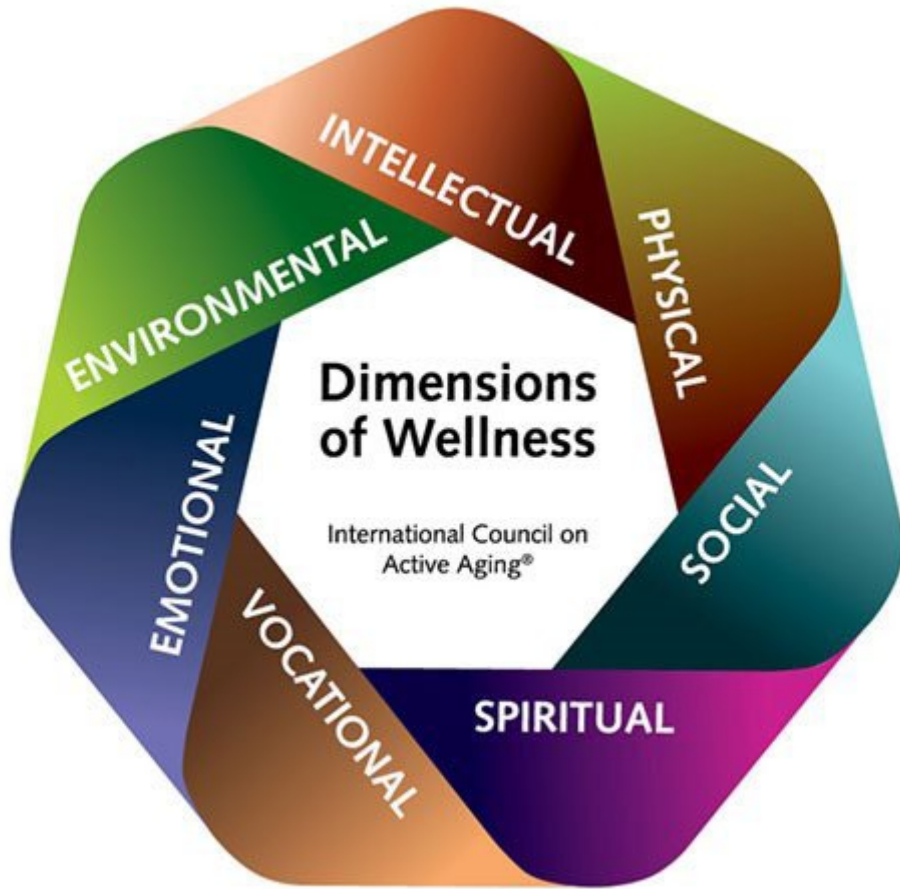 INTELLECTUAL
PHYSICAL
SOCIAL
SPIRITUAL
VOCATIONAL
EMOTIONAL
ENVIRONMENTAL
Dimensions
of Wellness
International Council on
Active Aging®